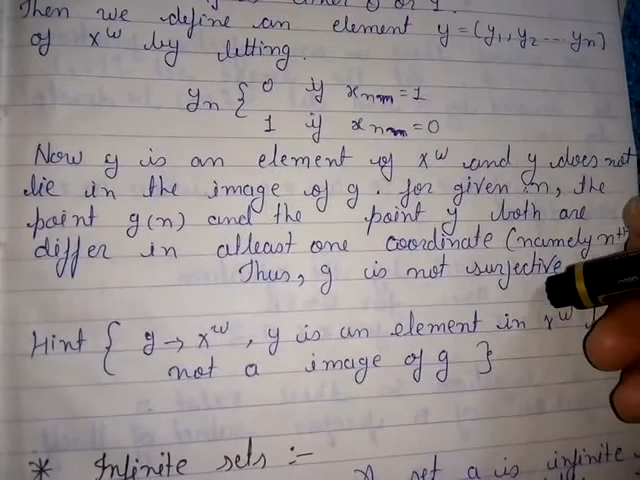 Then we define an element y = (y1, y2 ... yn)
of x^ω by letting.
yn { 0 if xnn = 1
1 if xnn = 0
Now y is an element of x^ω and y does not
lie in the image of g. for given n, the
point g(n) and the point y both are
differ in atleast one coordinate (namely nth
Thus, g is not surjective
Hint { g → x^ω, y is an element in x^ω
not a image of g }
* Infinite sets :-
set a is infinite